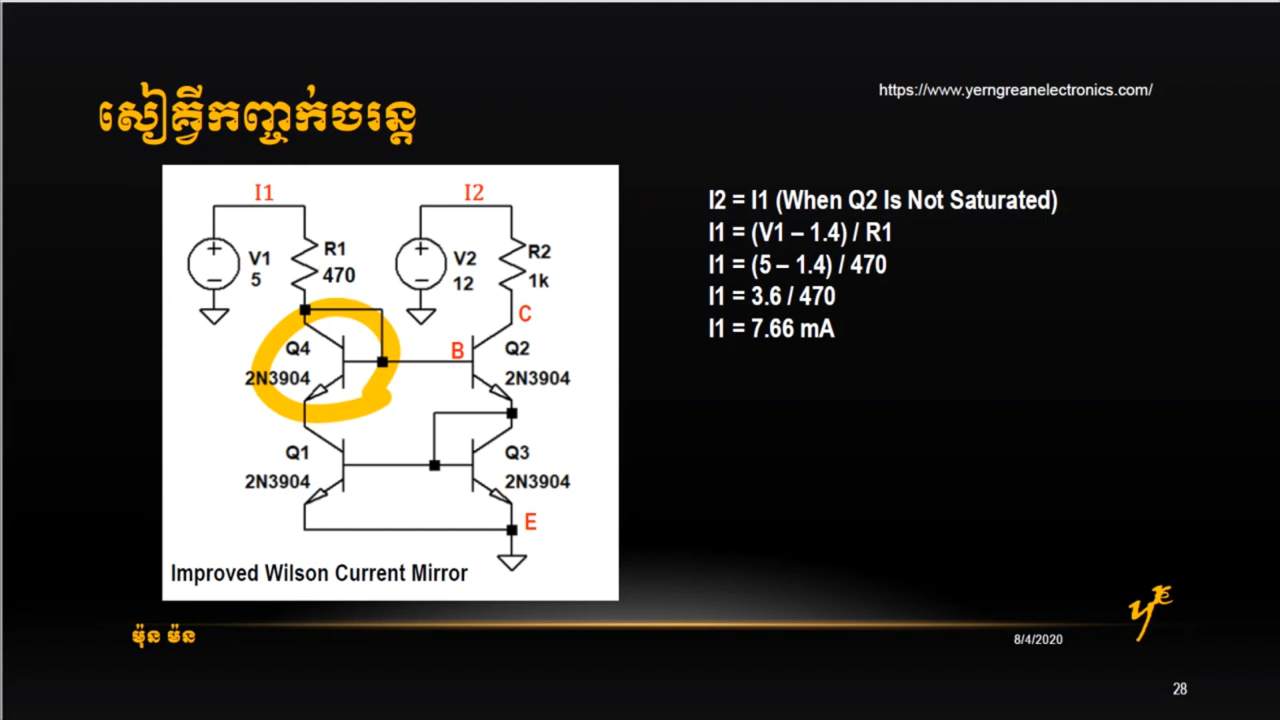 សៀគ្វីកញ្ចក់ចរន្ត
https://www.yerngreanelectronics.com/
I1
I2
V1
5
R1
470
V2
12
R2
1k
C
Q4
2N3904
B
Q2
2N3904
Q1
2N3904
Q3
2N3904
E
Improved Wilson Current Mirror
I2 = I1 (When Q2 Is Not Saturated)
I1 = (V1 – 1.4) / R1
I1 = (5 – 1.4) / 470
I1 = 3.6 / 470
I1 = 7.66 mA
ម៉ុន ម៉ន
8/4/2020
28